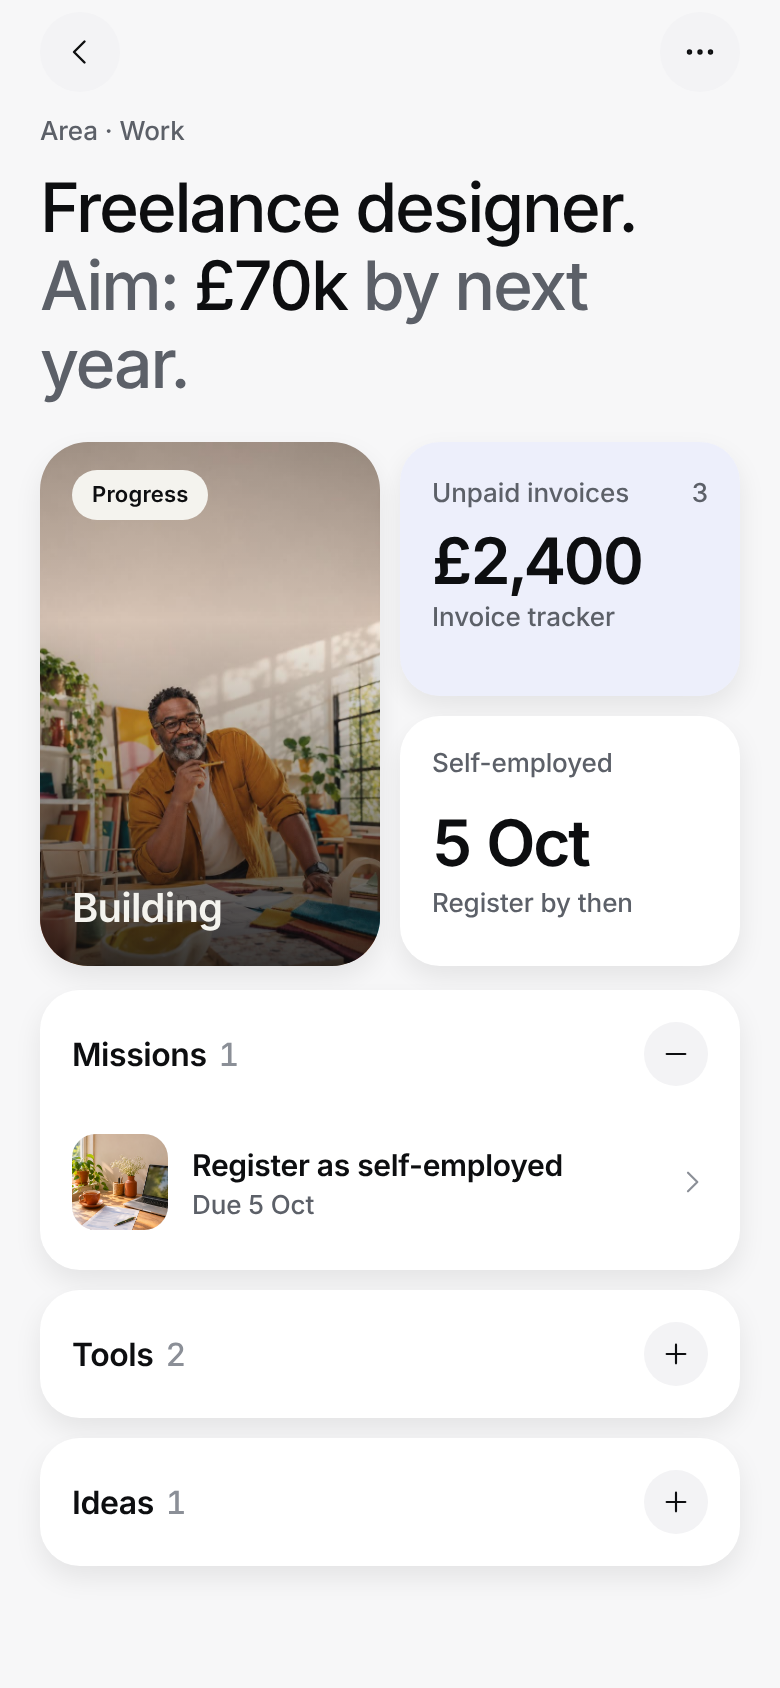 Area · Work
Freelance designer.
Aim: £70k by next
year.
Progress
Building
Unpaid invoices 3
£2,400
Invoice tracker
Self-employed
5 Oct
Register by then
Missions 1
Register as self-employed
Due 5 Oct
Tools 2
Ideas 1